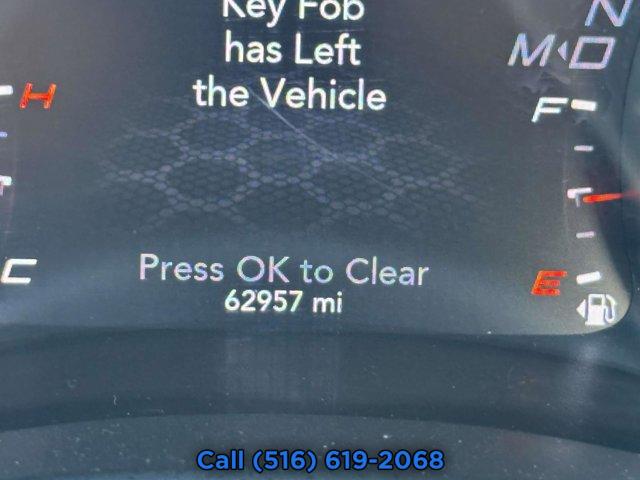 Key Fob
has Left
the Vehicle
N
M D
H
F
C
E
Press OK to Clear
62957 mi
Call (516) 619-2068